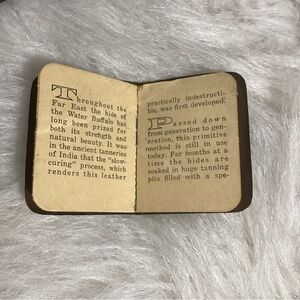 Throughout the
Far East the hide of
the Water Buffalo has
long been prized for
both its strength and
natural beauty. It was
in the ancient tanneries
of India that the "slow-
curing" process, which
renders this leather
practically indestructi-
ble, was first developed.
Passed down
from generation to gen-
eration, this primitive
method is still in use
today. For months at a
time the hides are
soaked in huge tanning
pits filled with a spe-